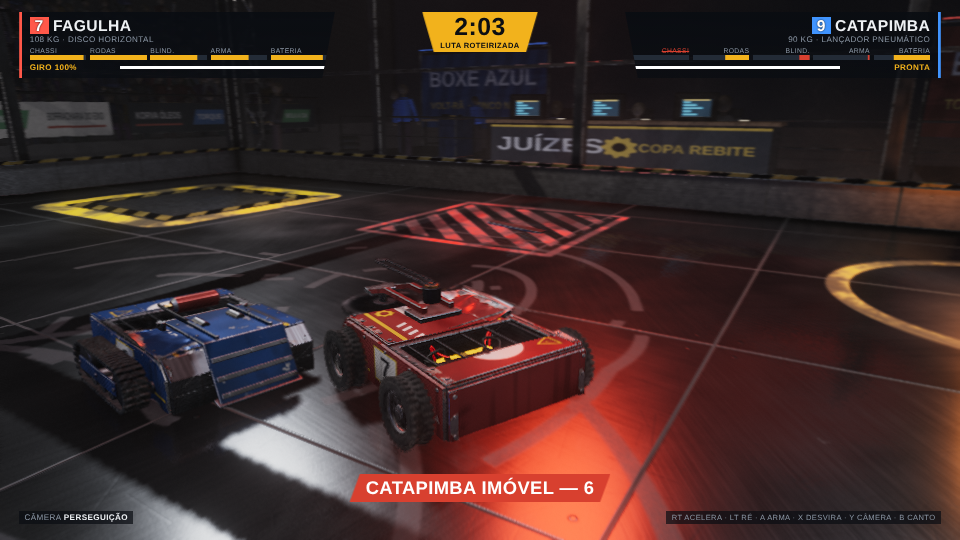 7 FAGULHA
108 KG · DISCO HORIZONTAL
CHASSI RODAS BLIND. ARMA BATERIA
GIRO 100%
2:03
LUTA ROTEIRIZADA
9 CATAPIMBA
90 KG · LANÇADOR PNEUMÁTICO
CHASSI RODAS BLIND. ARMA BATERIA
PRONTA
BOXE AZUL
JUÍZES COPA REBITE
7
CATAPIMBA IMÓVEL — 6
CÂMERA PERSEGUIÇÃO
RT ACELERA · LT RÉ · A ARMA · X DESVIRA · Y CÂMERA · B CANTO